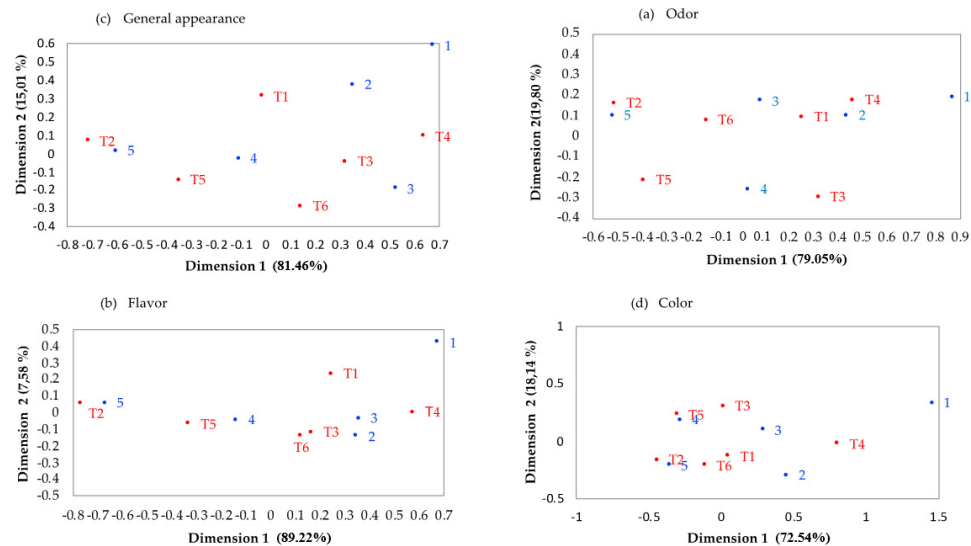 (c) General appearance
0.6
0.5
0.4
0.3
0.2
0.1
0
-0.1
-0.2
-0.3
-0.4
Dimension 2 (15,01 %)
1
2
T1
T4
T2
5
4
T3
T5
3
T6
-0.8 -0.7 -0.6 -0.5 -0.4 -0.3 -0.2 -0.1 0 0.1 0.2 0.3 0.4 0.5 0.6 0.7
Dimension 1 (81.46%)
(a) Odor
0.5
0.4
0.3
0.2
0.1
0
-0.1
-0.2
-0.3
-0.4
Dimension 2(19,80 %)
T2
3
T4
1
5
T6
T1
2
T5
4
T3
-0.6 -0.5 -0.4 -0.3 -0.2 -0.1 0 0.1 0.2 0.3 0.4 0.5 0.6 0.7 0.8 0.9
Dimension 1 (79.05%)
(b) Flavor
0.5
0.4
0.3
0.2
0.1
0
-0.1
-0.2
-0.3
-0.4
-0.5
Dimension 2 (7,58 %)
1
T1
T2
5
T4
T5
4
3
T6
T3
2
-0.8 -0.7 -0.6 -0.5 -0.4 -0.3 -0.2 -0.1 0 0.1 0.2 0.3 0.4 0.5 0.6 0.7
Dimension 1 (89.22%)
(d) Color
1
0.5
0
-0.5
Dimension 2 (18,14 %)
1
T3
T5
4
3
T4
T1
T2
5
T6
2
-1 -0.5 0 0.5 1 1.5
Dimension 1 (72.54%)